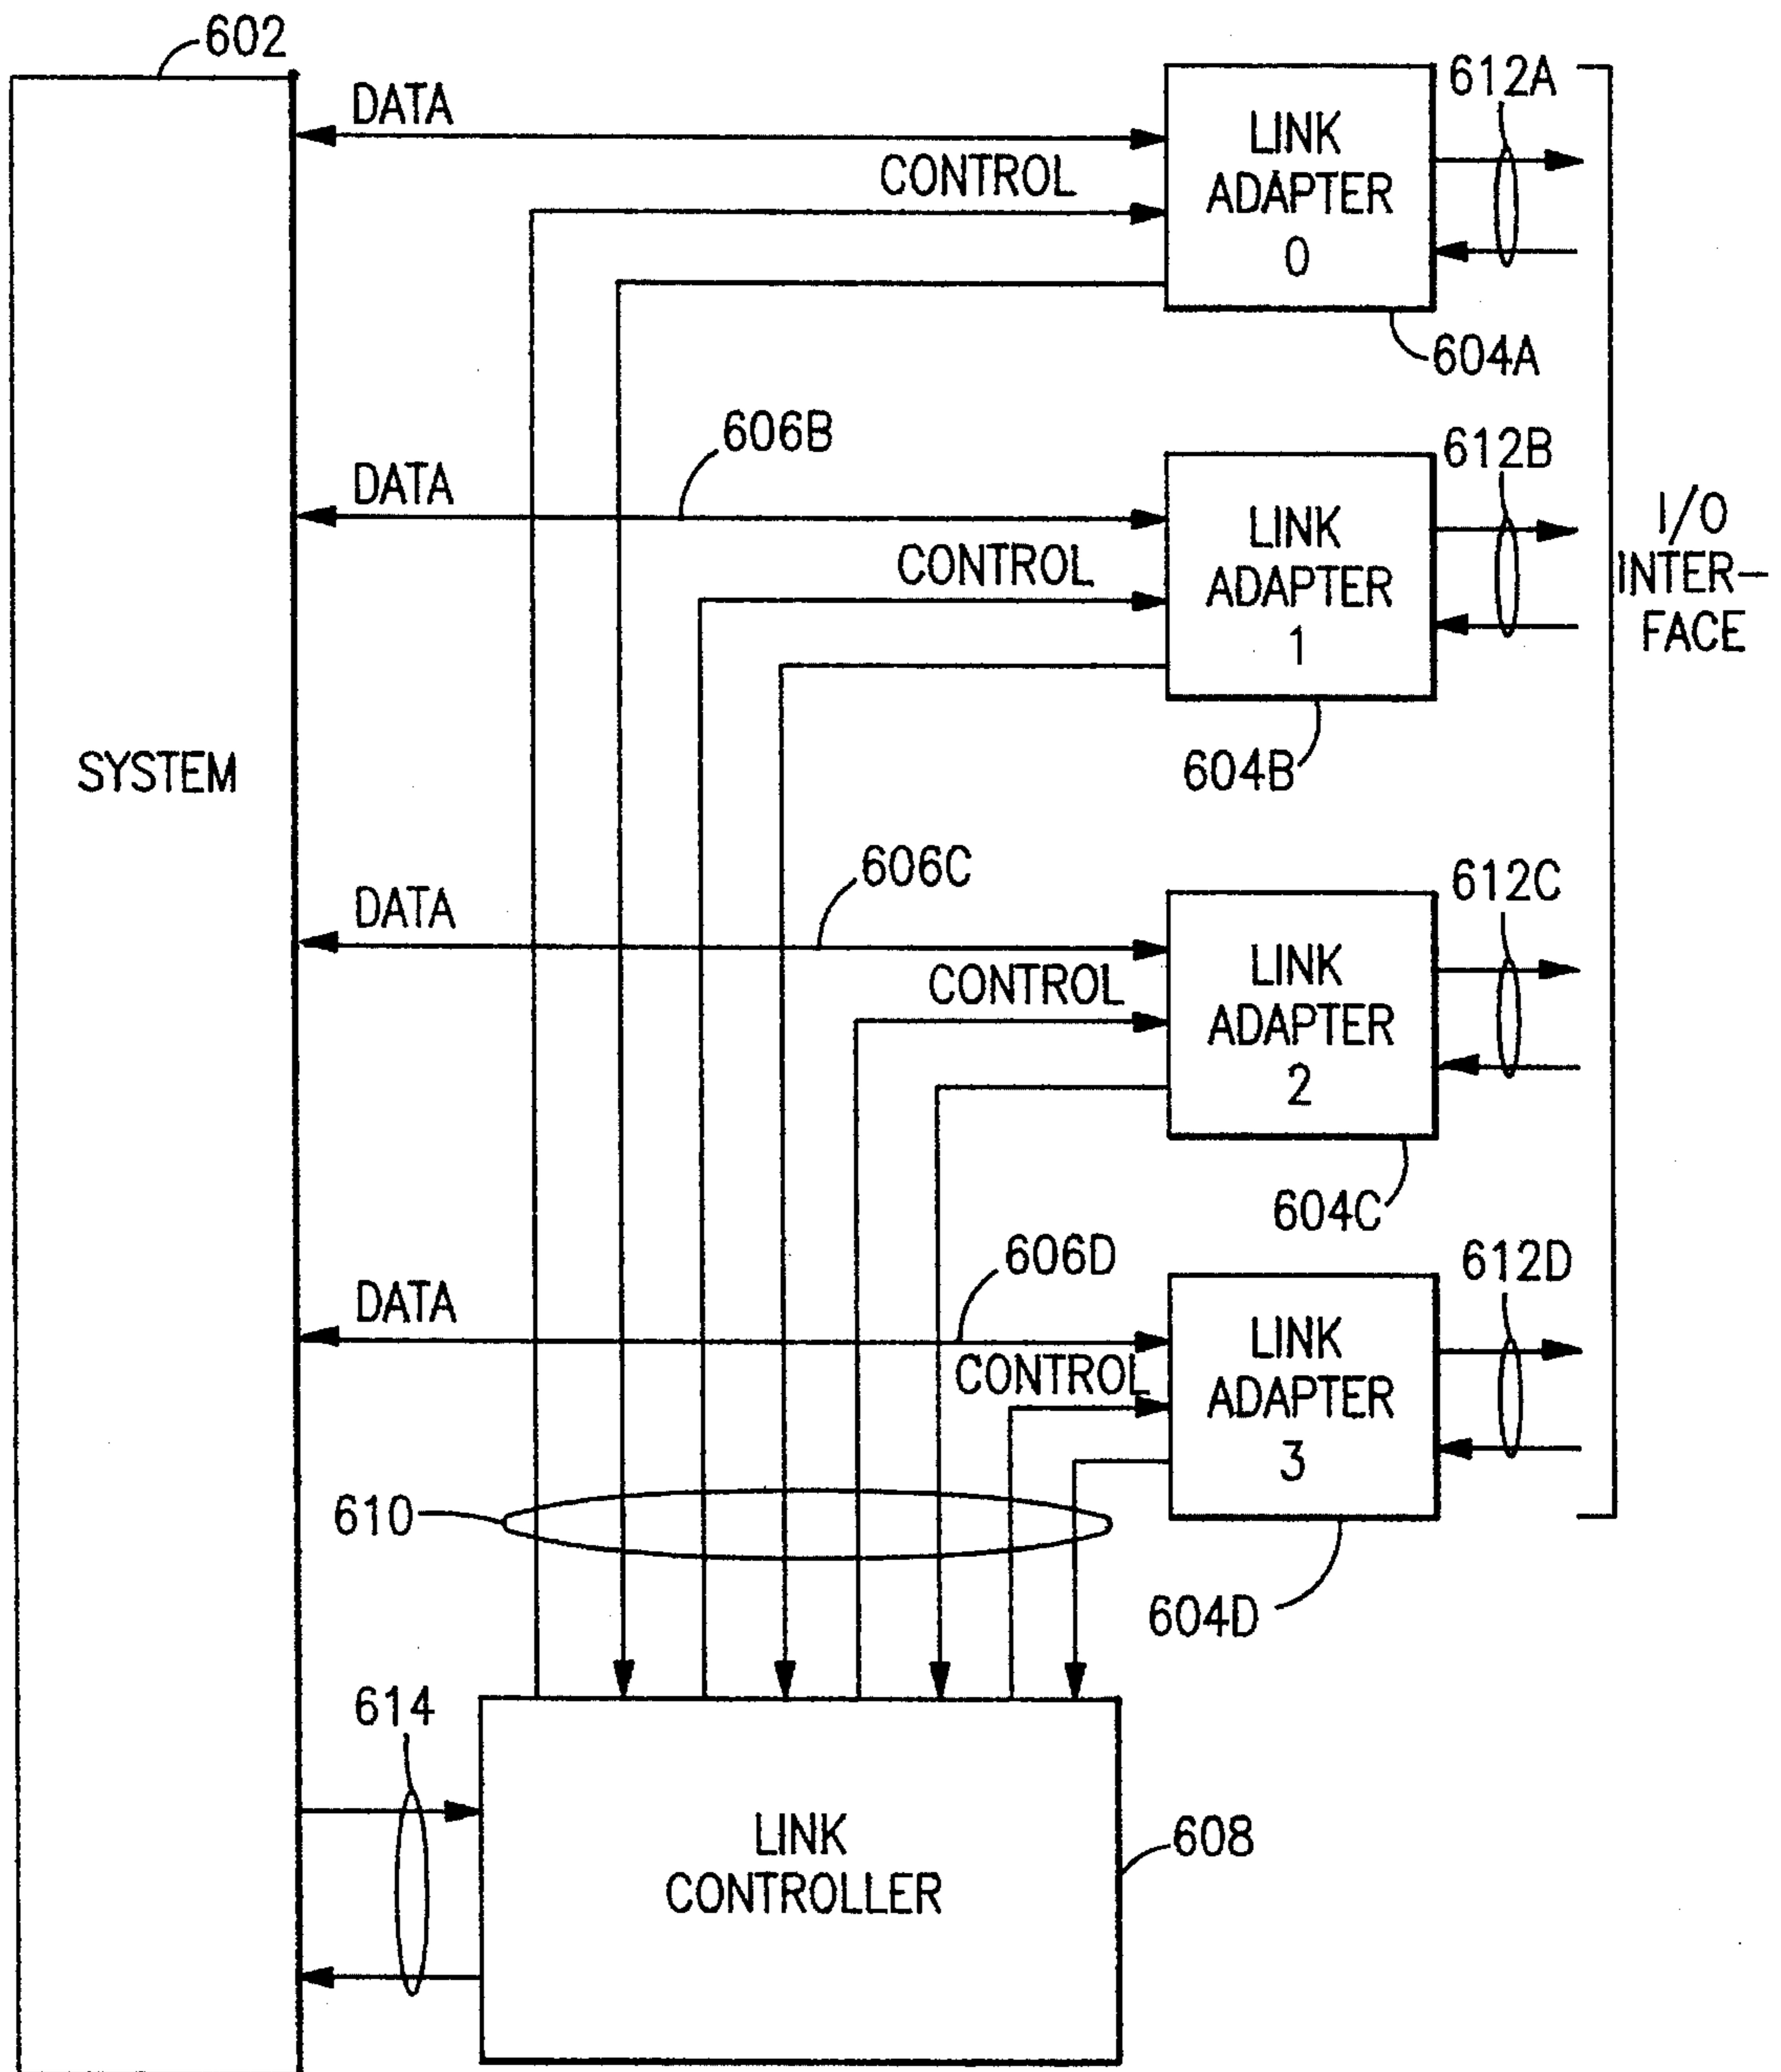 602
DATA
CONTROL
LINK
ADAPTER
0
612A
604A
606B
DATA
CONTROL
LINK
ADAPTER
1
612B
I/O
INTER-
FACE
604B
SYSTEM
606C
DATA
CONTROL
LINK
ADAPTER
2
612C
604C
606D
DATA
CONTROL
LINK
ADAPTER
3
612D
610
604D
614
LINK
CONTROLLER
608